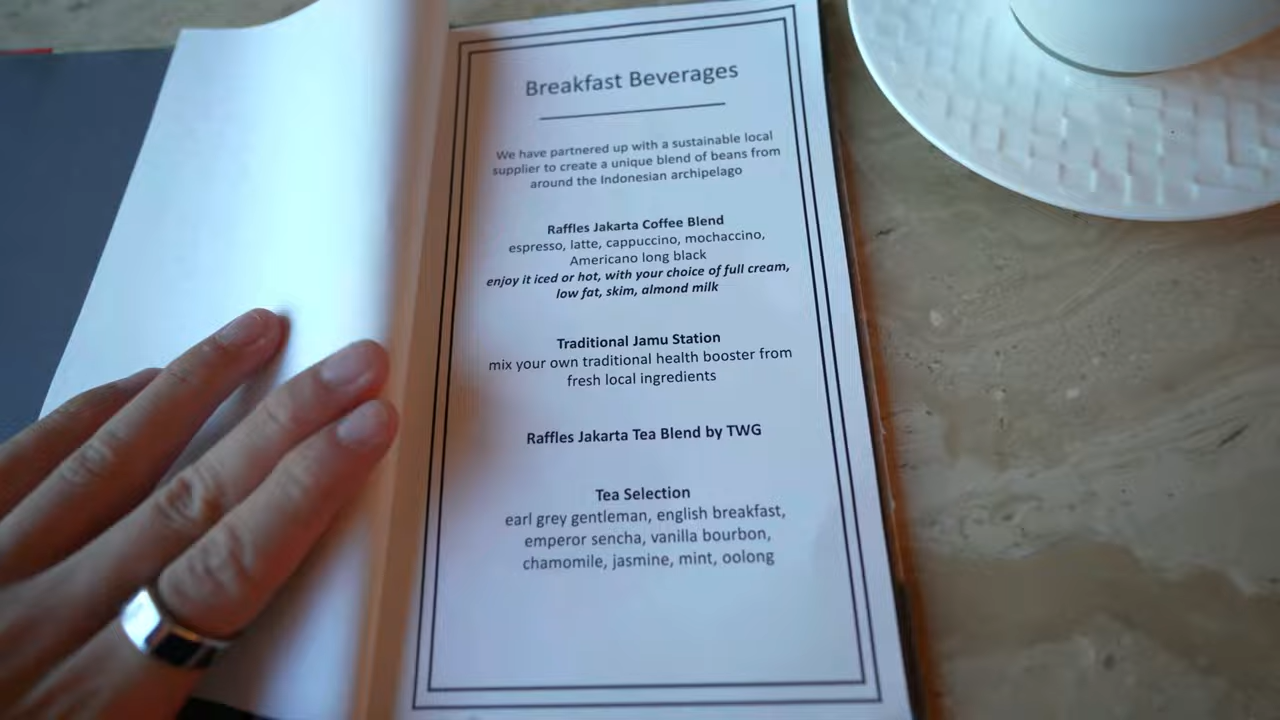 Breakfast Beverages
We have partnered up with a sustainable local
supplier to create a unique blend of beans from
around the Indonesian archipelago
Raffles Jakarta Coffee Blend
espresso, latte, cappuccino, mochaccino,
Americano long black
enjoy it iced or hot, with your choice of full cream,
low fat, skim, almond milk
Traditional Jamu Station
mix your own traditional health booster from
fresh local ingredients
Raffles Jakarta Tea Blend by TWG
Tea Selection
earl grey gentleman, english breakfast,
emperor sencha, vanilla bourbon,
chamomile, jasmine, mint, oolong